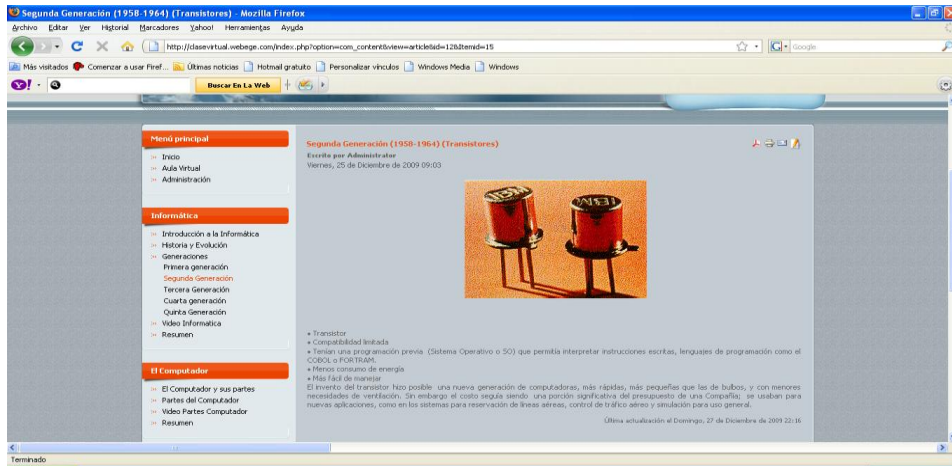 Segunda Generación (1958-1964) (Transistores) - Mozilla Firefox
Archivo Editar Ver Historial Marcadores Yahoo! Herramientas Ayuda
http://clasevirtual.webege.com/index.php?option=com_content&view=article&id=12&Itemid=15
Google
Más visitados Comenzar a usar Firef... Últimas noticias Hotmail gratuito Personalizar vínculos Windows Media Windows
Y! Buscar En La Web
Menú principal
Inicio
Aula Virtual
Administración
Informática
Introducción a la Informática
Historia y Evolución
Generaciones
Primera generación
Segunda Generación
Tercera Generación
Cuarta generación
Quinta Generación
Video Informatica
Resumen
El Computador
El Computador y sus partes
Partes del Computador
Video Partes Computador
Resumen
Segunda Generación (1958-1964) (Transistores)
Escrito por Administrator
Viernes, 25 de Diciembre de 2009 09:03
IBM IBM
• Transistor
• Compatibilidad limitada
• Tenían una programación previa (Sistema Operativo o SO) que permitía interpretar instrucciones escritas, lenguajes de programación como el
COBOL o FORTRAM.
• Menos consumo de energía
• Más fácil de manejar
El invento del transistor hizo posible una nueva generación de computadoras, más rápidas, más pequeñas que las de bulbos, y con menores
necesidades de ventilación. Sin embargo el costo seguía siendo una porción significativa del presupuesto de una Compañía; se usaban para
nuevas aplicaciones, como en los sistemas para reservación de líneas aéreas, control de tráfico aéreo y simulación para uso general.
Última actualización el Domingo, 27 de Diciembre de 2009 22:16
Terminado